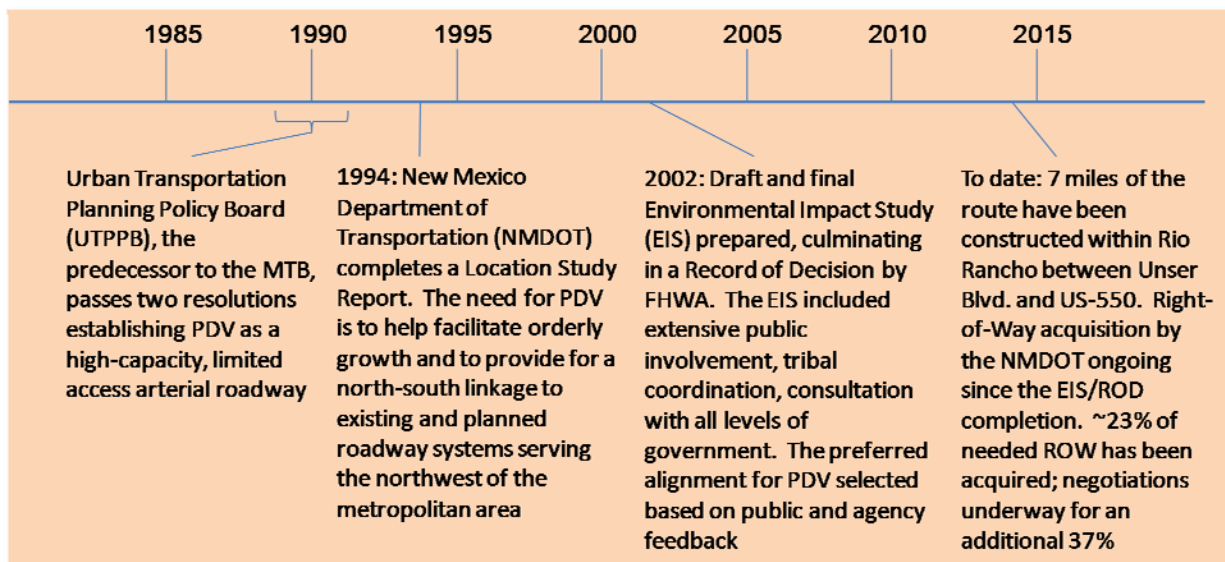 1985 1990 1995 2000 2005 2010 2015
Urban Transportation
Planning Policy Board
(UTPPB), the
predecessor to the MTB,
passes two resolutions
establishing PDV as a
high-capacity, limited
access arterial roadway
1994: New Mexico
Department of
Transportation (NMDOT)
completes a Location Study
Report. The need for PDV
is to help facilitate orderly
growth and to provide for a
north-south linkage to
existing and planned
roadway systems serving
the northwest of the
metropolitan area
2002: Draft and final
Environmental Impact Study
(EIS) prepared, culminating
in a Record of Decision by
FHWA. The EIS included
extensive public
involvement, tribal
coordination, consultation
with all levels of
government. The preferred
alignment for PDV selected
based on public and agency
feedback
To date: 7 miles of the
route have been
constructed within Rio
Rancho between Unser
Blvd. and US-550. Right-
of-Way acquisition by
the NMDOT ongoing
since the EIS/ROD
completion. ~23% of
needed ROW has been
acquired; negotiations
underway for an
additional 37%